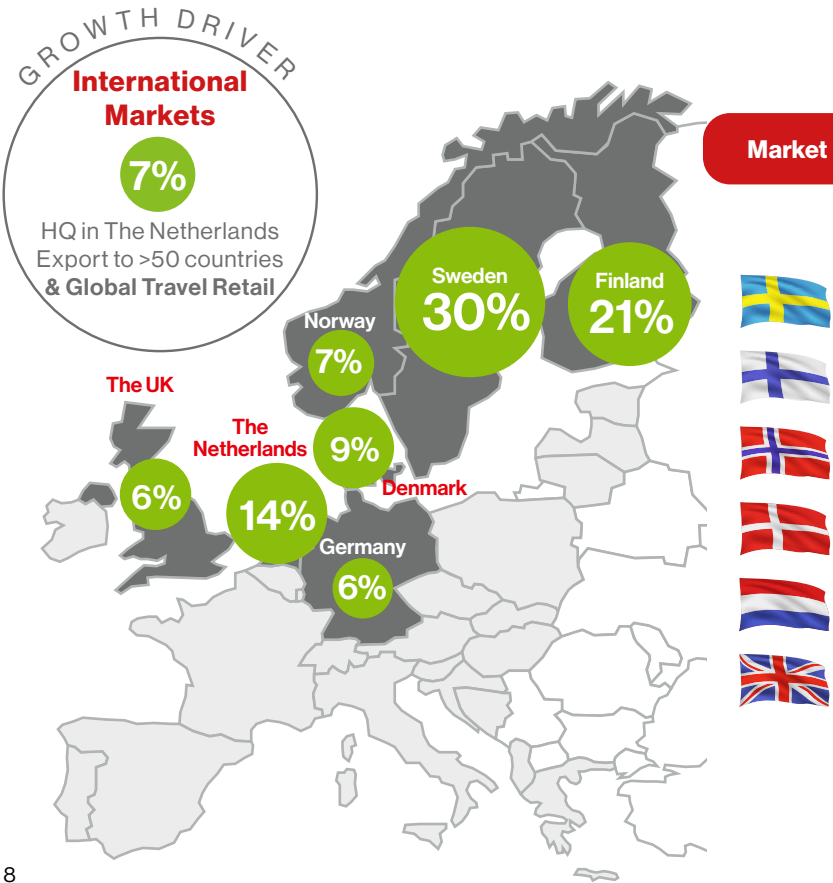 GROWTH DRIVER
International
Markets
7%
HQ in The Netherlands
Export to >50 countries
& Global Travel Retail
Market
Sweden
30%
Finland
21%
Norway
7%
The UK
6%
The
Netherlands
14%
9%
Denmark
Germany
6%
8